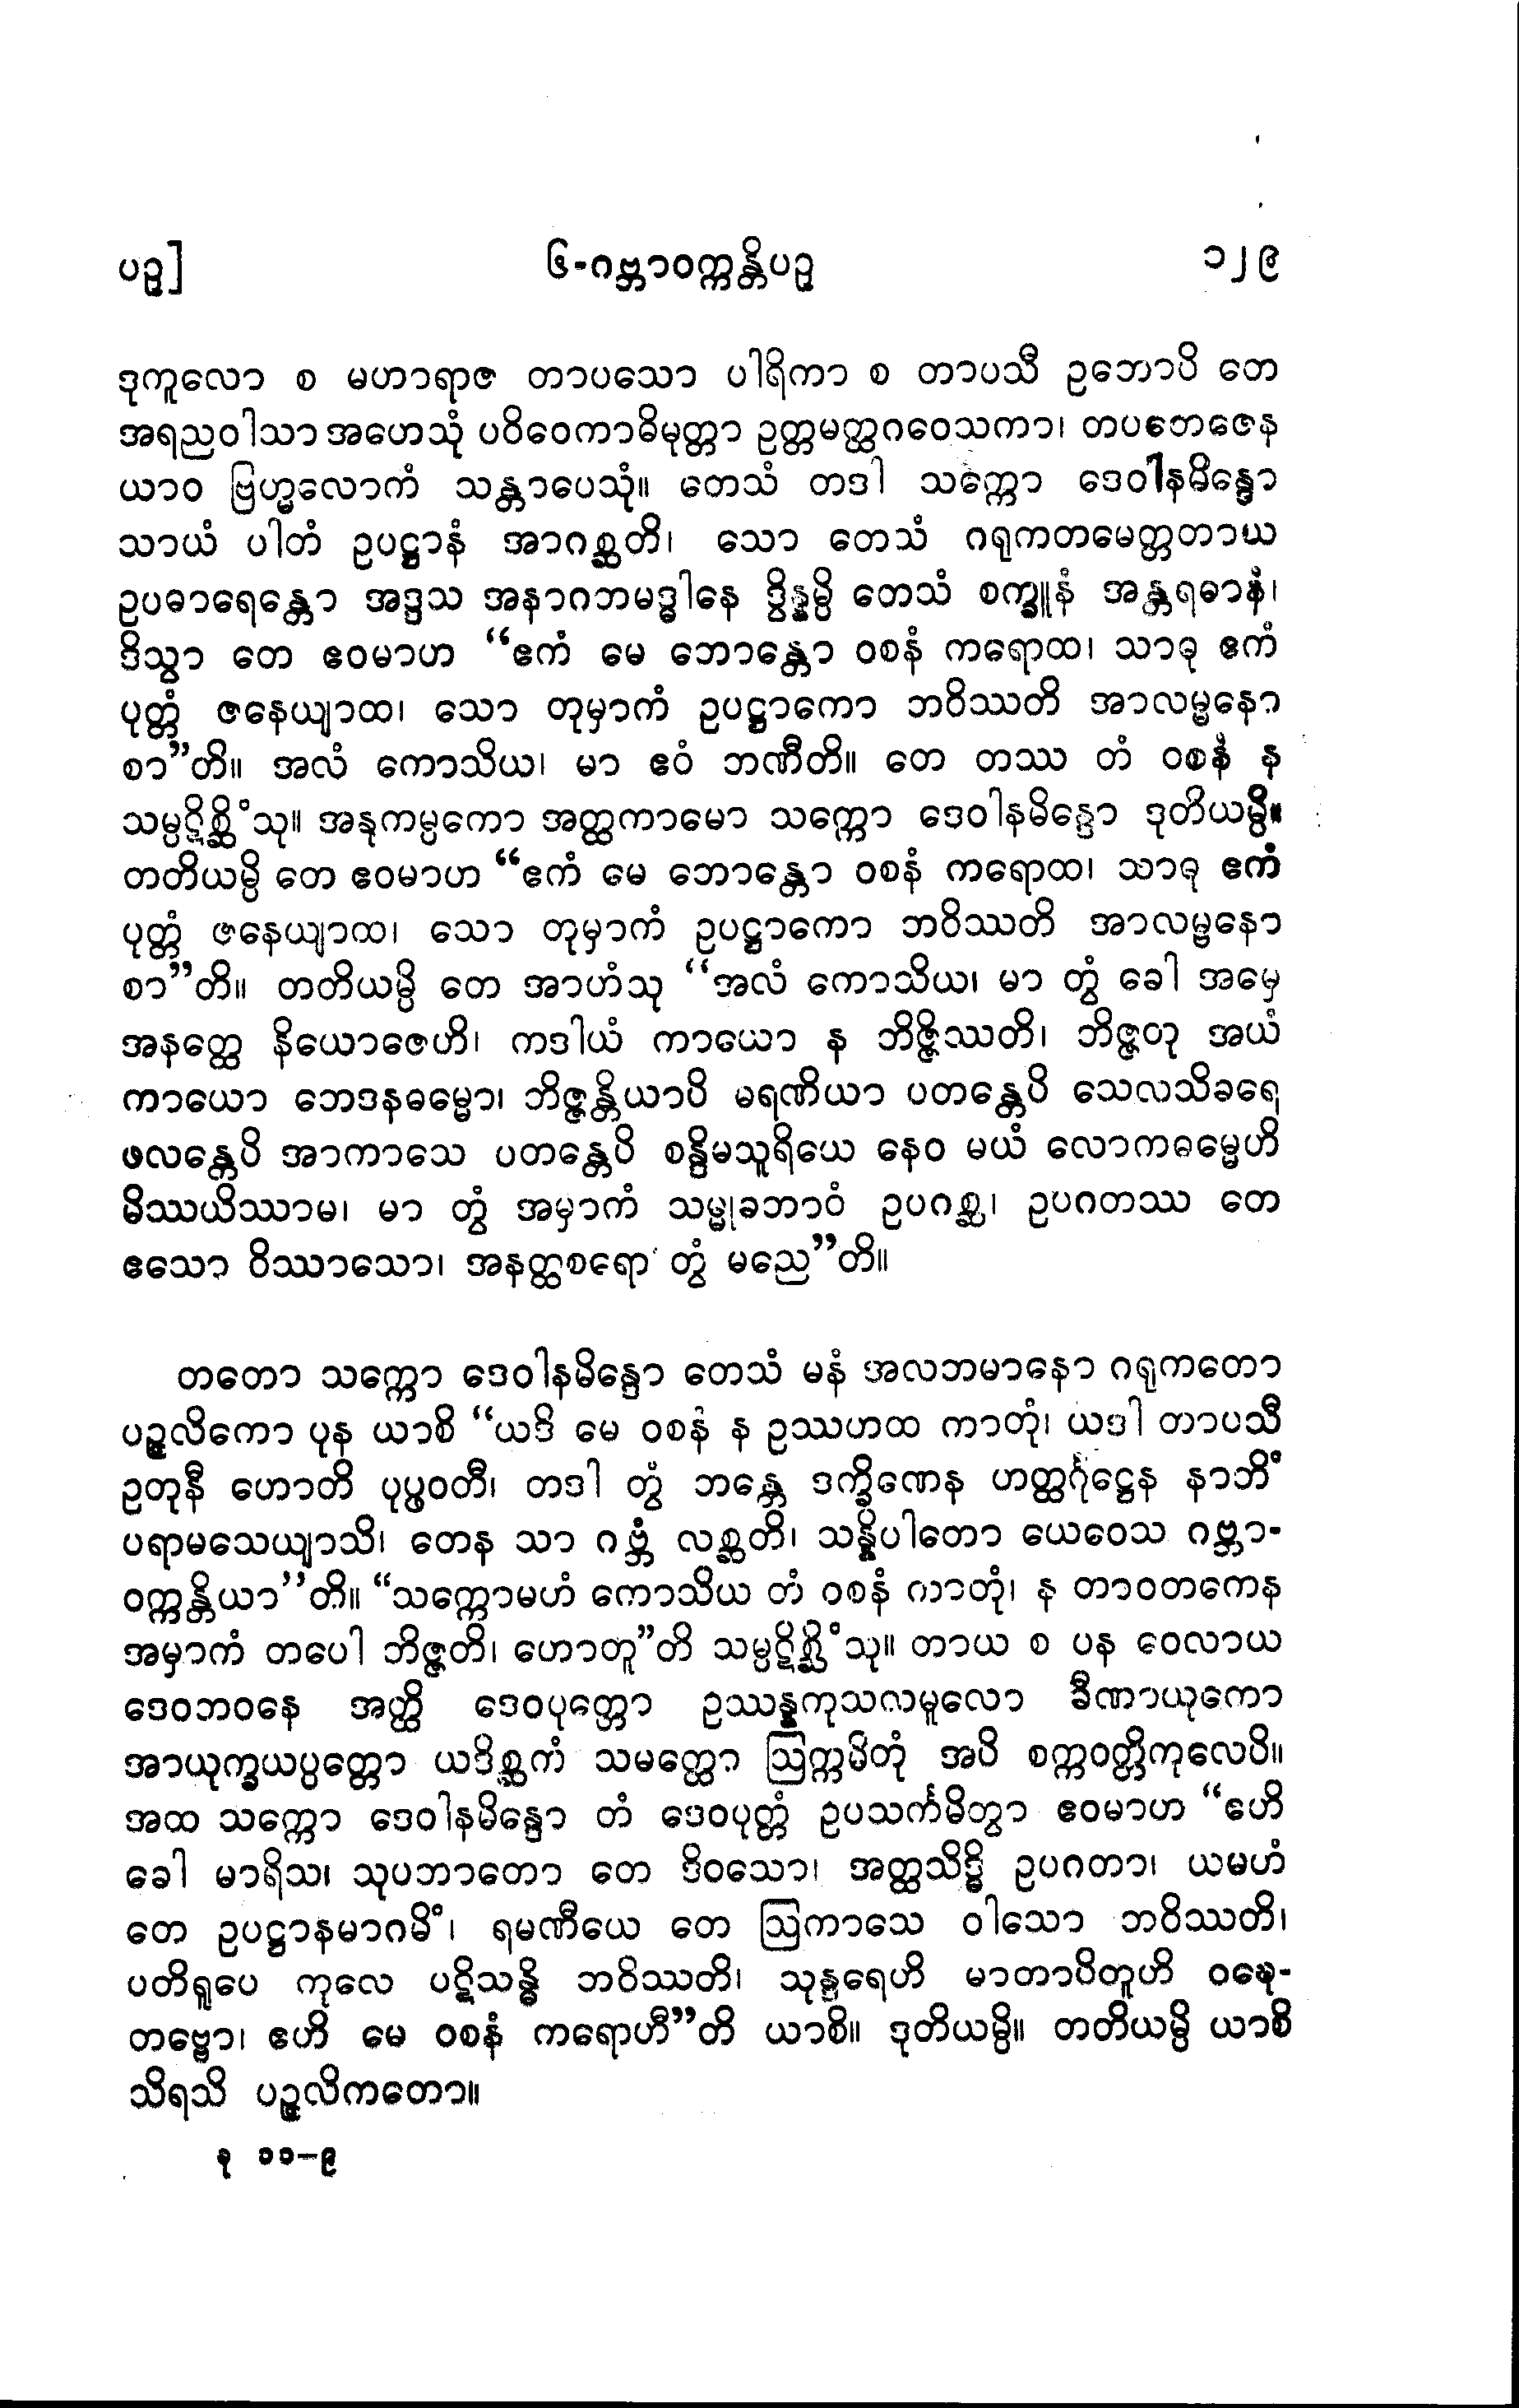 ပဉှ]
၆-ဂဗ္ဘာဝက္ကန္တိပဉှ
၁၂၉
ဒုကူလော စ မဟာရာဇ တာပသော ပါရိကာ စ တာပသီ ဥဘောပိ တေ
အရညဝါသာ အဟေသုံ ပဝိဝေကာဓိမုတ္တာ ဥတ္တမတ္ထဂဝေသကာ၊ တပတေဇေန
ယာဝ ဗြဟ္မလောကံ သန္တာပေသုံ။ တေသံ တဒါ သက္ကော ဒေဝါနမိန္ဒော
သာယံ ပါတံ ဥပဋ္ဌာနံ အာဂစ္ဆတိ၊ သော တေသံ ဂရုကတမေတ္တတာယ
ဥပဓာရေန္တော အဒ္ဒသ အနာဂတမဒ္ဓါနေ ဒွိန္နမ္ပိ တေသံ စက္ခူနံ အန္တရဓာနံ၊
ဒိသွာ တေ ဧဝမာဟ “ဧကံ မေ ဘောန္တော ဝစနံ ကရောထ၊ သာဓု ဧကံ
ပုတ္တံ ဇနေယျာထ၊ သော တုမှာကံ ဥပဋ္ဌာကော ဘဝိဿတိ အာလမ္ဗနော
စာ”တိ။ အလံ ကောသိယ၊ မာ ဧဝံ ဘဏီတိ။ တေ တဿ တံ ဝစနံ န
သမ္ပဋိစ္ဆိံသု။ အနုကမ္ပကော အတ္ထကာမော သက္ကော ဒေဝါနမိန္ဒော ဒုတိယမ္ပိ။
တတိယမ္ပိ တေ ဧဝမာဟ “ဧကံ မေ ဘောန္တော ဝစနံ ကရောထ၊ သာဓု ဧကံ
ပုတ္တံ ဇနေယျာထ၊ သော တုမှာကံ ဥပဋ္ဌာကော ဘဝိဿတိ အာလမ္ဗနော
စာ”တိ။ တတိယမ္ပိ တေ အာဟံသု “အလံ ကောသိယ၊ မာ တွံ ခေါ အမှေ
အနတ္ထေ နိယောဇေဟိ၊ ကဒါယံ ကာယော န ဘိဇ္ဇိဿတိ၊ ဘိဇ္ဇတု အယံ
ကာယော ဘေဒနဓမ္မော၊ ဘိဇ္ဇန္တိယာပိ ဓရဏိယာ ပတန္တေပိ သေလသိခရေ
ဖလန္တေပိ အာကာသေ ပတန္တေပိ စန္ဒိမသူရိယေ နေဝ မယံ လောကဓမ္မေဟိ
မိဿယိဿာမ၊ မာ တွံ အမှာကံ သမ္မုခဘာဝံ ဥပဂစ္ဆ၊ ဥပဂတဿ တေ
ဧသော ဝိဿာသော၊ အနတ္ထစရော တွံ မညေ”တိ။
တတော သက္ကော ဒေဝါနမိန္ဒော တေသံ မနံ အလဘမာနော ဂရုကတော
ပဉ္ဇလိကော ပုန ယာစိ “ယဒိ မေ ဝစနံ န ဥဿဟထ ကာတုံ၊ ယဒါ တာပသီ
ဥတုနီ ဟောတိ ပုပ္ဖဝတီ၊ တဒါ တွံ ဘန္တေ ဒက္ခိဏေန ဟတ္ထင်္ဂုဋ္ဌေန နာဘိံ
ပရာမသေယျာသိ၊ တေန သာ ဂဗ္ဘံ လစ္ဆတိ၊ သန္နိပါတော ယေဝေသ ဂဗ္ဘာ-
ဝက္ကန္တိယာ”တိ။ “သက္ကောမဟံ ကောသိယ တံ ဝစနံ ကာတုံ၊ န တာဝတကေန
အမှာကံ တပေါ ဘိဇ္ဇတိ၊ ဟောတူ”တိ သမ္ပဋိစ္ဆိံသု။ တာယ စ ပန ဝေလာယ
ဒေဝဘဝနေ အတ္ထိ ဒေဝပုတ္တော ဥဿန္နကုသလမူလော ခီဏာယုကော
အာယုက္ခယပ္ပတ္တော ယဒိစ္ဆကံ သမတ္ထော ဩက္ကမိတုံ အပိ စက္ကဝတ္တိကုလေပိ။
အထ သက္ကော ဒေဝါနမိန္ဒော တံ ဒေဝပုတ္တံ ဥပသင်္ကမိတွာ ဧဝမာဟ “ဧဟိ
ခေါ မာရိသ၊ သုပဘာတော တေ ဒိဝသော၊ အတ္ထသိဒ္ဓိ ဥပဂတာ၊ ယမဟံ
တေ ဥပဋ္ဌာနမာဂမိံ၊ ရမဏီယေ တေ ဩကာသေ ဝါသော ဘဝိဿတိ၊
ပတိရူပေ ကုလေ ပဋိသန္ဓိ ဘဝိဿတိ၊ သုန္ဒရေဟိ မာတာပိတူဟိ ဝဍ္ဎေ-
တဗ္ဗော၊ ဧဟိ မေ ဝစနံ ကရောဟီ”တိ ယာစိ။ ဒုတိယမ္ပိ။ တတိယမ္ပိ ယာစိ
သိရသိ ပဉ္ဇလိကတော။
ခု ၁၁-၉